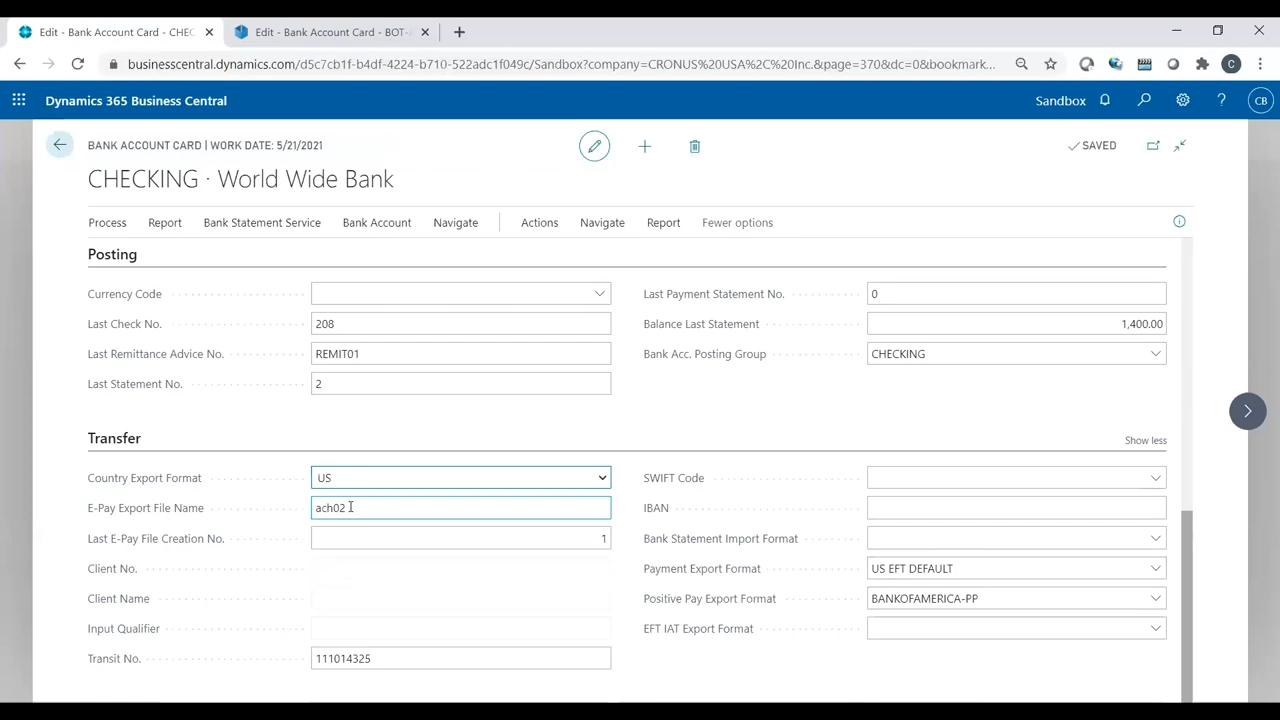 Edit - Bank Account Card - CHEC
Edit - Bank Account Card - BOT-
businesscentral.dynamics.com/d5c7cb1f-b4df-4224-b710-522adc1f049c/Sandbox?company=CRONUS%20USA%2C%20Inc.&page=370&dc=0&bookmark...
C
Dynamics 365 Business Central
Sandbox
?
CB
BANK ACCOUNT CARD | WORK DATE: 5/21/2021
SAVED
CHECKING · World Wide Bank
Process Report Bank Statement Service Bank Account Navigate Actions Navigate Report Fewer options
Posting
Currency Code
Last Payment Statement No. 0
Last Check No. 208
Balance Last Statement 1,400.00
Last Remittance Advice No. REMIT01
Bank Acc. Posting Group CHECKING
Last Statement No. 2
Transfer
Show less
Country Export Format US
SWIFT Code
E-Pay Export File Name ach02
IBAN
Last E-Pay File Creation No. 1
Bank Statement Import Format
Client No.
Payment Export Format US EFT DEFAULT
Client Name
Positive Pay Export Format BANKOFAMERICA-PP
Input Qualifier
EFT IAT Export Format
Transit No. 111014325